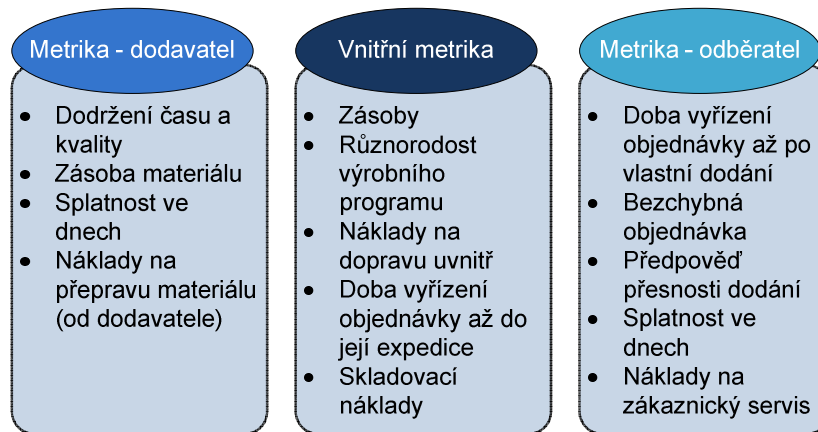 Metrika - dodavatel
• Dodržení času a
kvality
• Zásoba materiálu
• Splatnost ve
dnech
• Náklady na
přepravu materiálu
(od dodavatele)
Vnitřní metrika
• Zásoby
• Různorodost
výrobního
programu
• Náklady na
dopravu uvnitř
• Doba vyřízení
objednávky až do
její expedice
• Skladovací
náklady
Metrika - odběratel
• Doba vyřízení
objednávky až po
vlastní dodání
• Bezchybná
objednávka
• Předpověď
přesnosti dodání
• Splatnost ve
dnech
• Náklady na
zákaznický servis